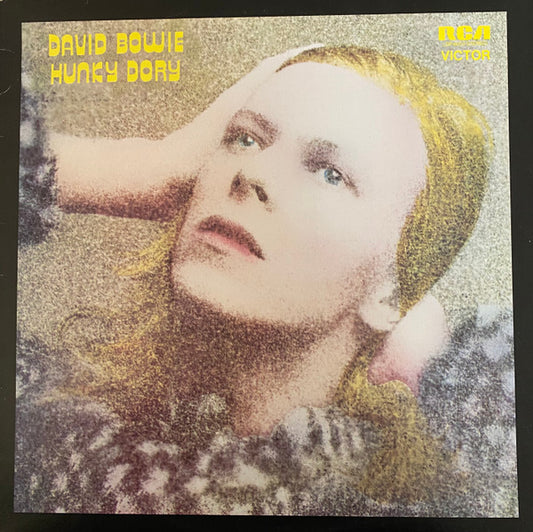 DAVID BOWIE
HUNKY DORY
RCA
VICTOR